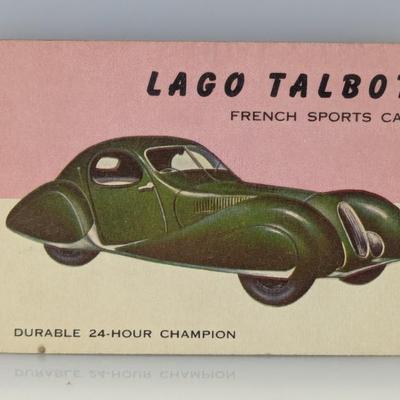 LAGO TALBOT
FRENCH SPORTS CA
DURABLE 24-HOUR CHAMPION